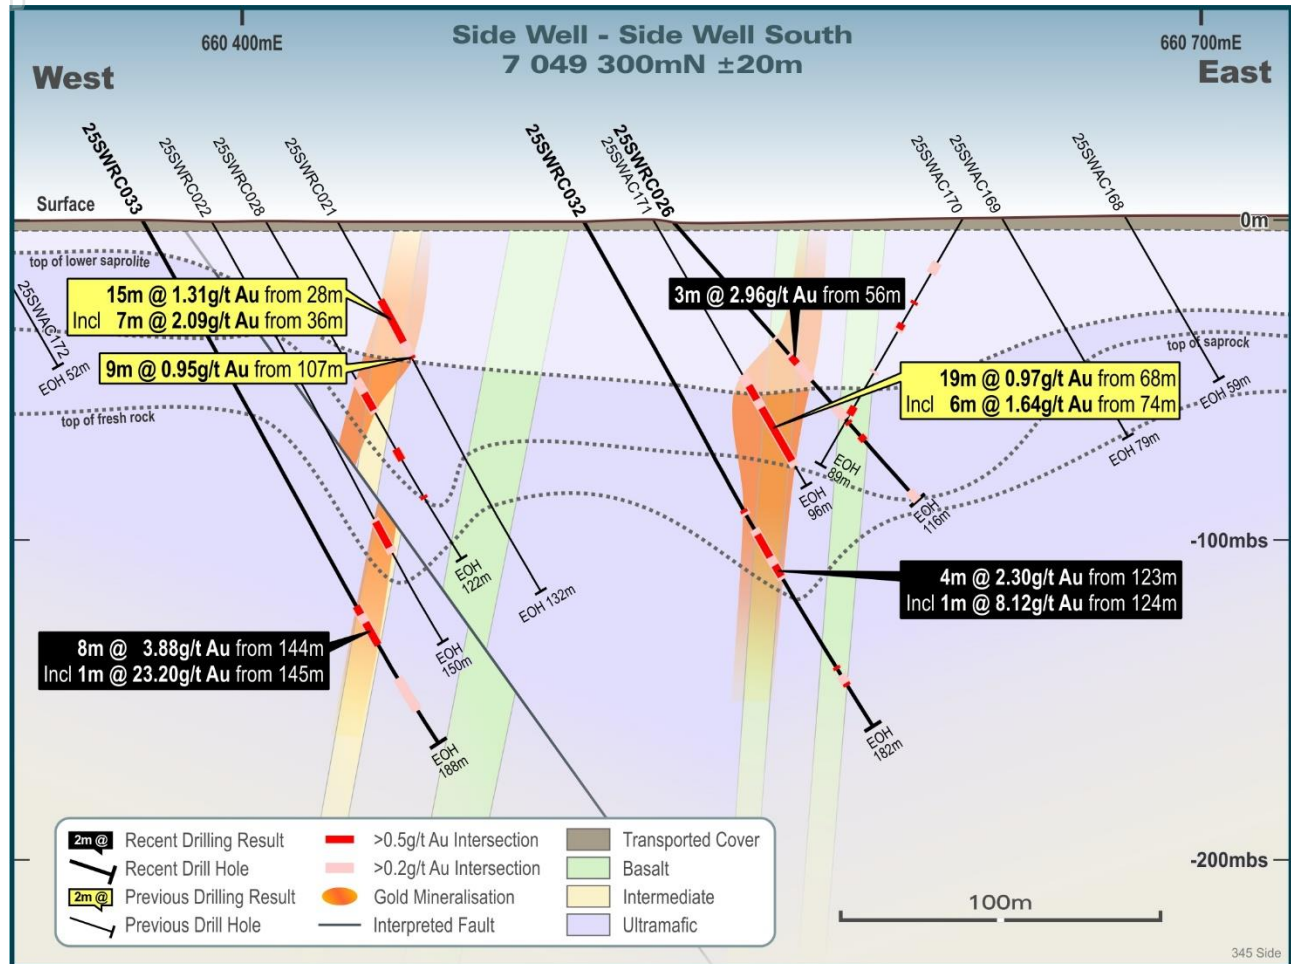 660 400mE
Side Well - Side Well South
7 049 300mN ±20m
660 700mE
West
East
25SWRC033
25SWRC022
25SWRC028
25SWRC021
25SWRC032
25SWAC171
25SWRC026
25SWAC170
25SWAC169
25SWAC168
Surface
0m
top of lower saprolite
25SWAC172
EOH 52m
15m @ 1.31g/t Au from 28m
Incl 7m @ 2.09g/t Au from 36m
9m @ 0.95g/t Au from 107m
3m @ 2.96g/t Au from 56m
top of saprock
19m @ 0.97g/t Au from 68m
Incl 6m @ 1.64g/t Au from 74m
EOH 59m
EOH 79m
top of fresh rock
EOH
89m
EOH
96m
EOH
116m
-100mbs
EOH
122m
EOH 132m
4m @ 2.30g/t Au from 123m
Incl 1m @ 8.12g/t Au from 124m
8m @ 3.88g/t Au from 144m
Incl 1m @ 23.20g/t Au from 145m
EOH
150m
EOH
188m
EOH
182m
2m @ Recent Drilling Result
Recent Drill Hole
2m @ Previous Drilling Result
Previous Drill Hole
>0.5g/t Au Intersection
>0.2g/t Au Intersection
Gold Mineralisation
Interpreted Fault
Transported Cover
Basalt
Intermediate
Ultramafic
-200mbs
100m
345 Side